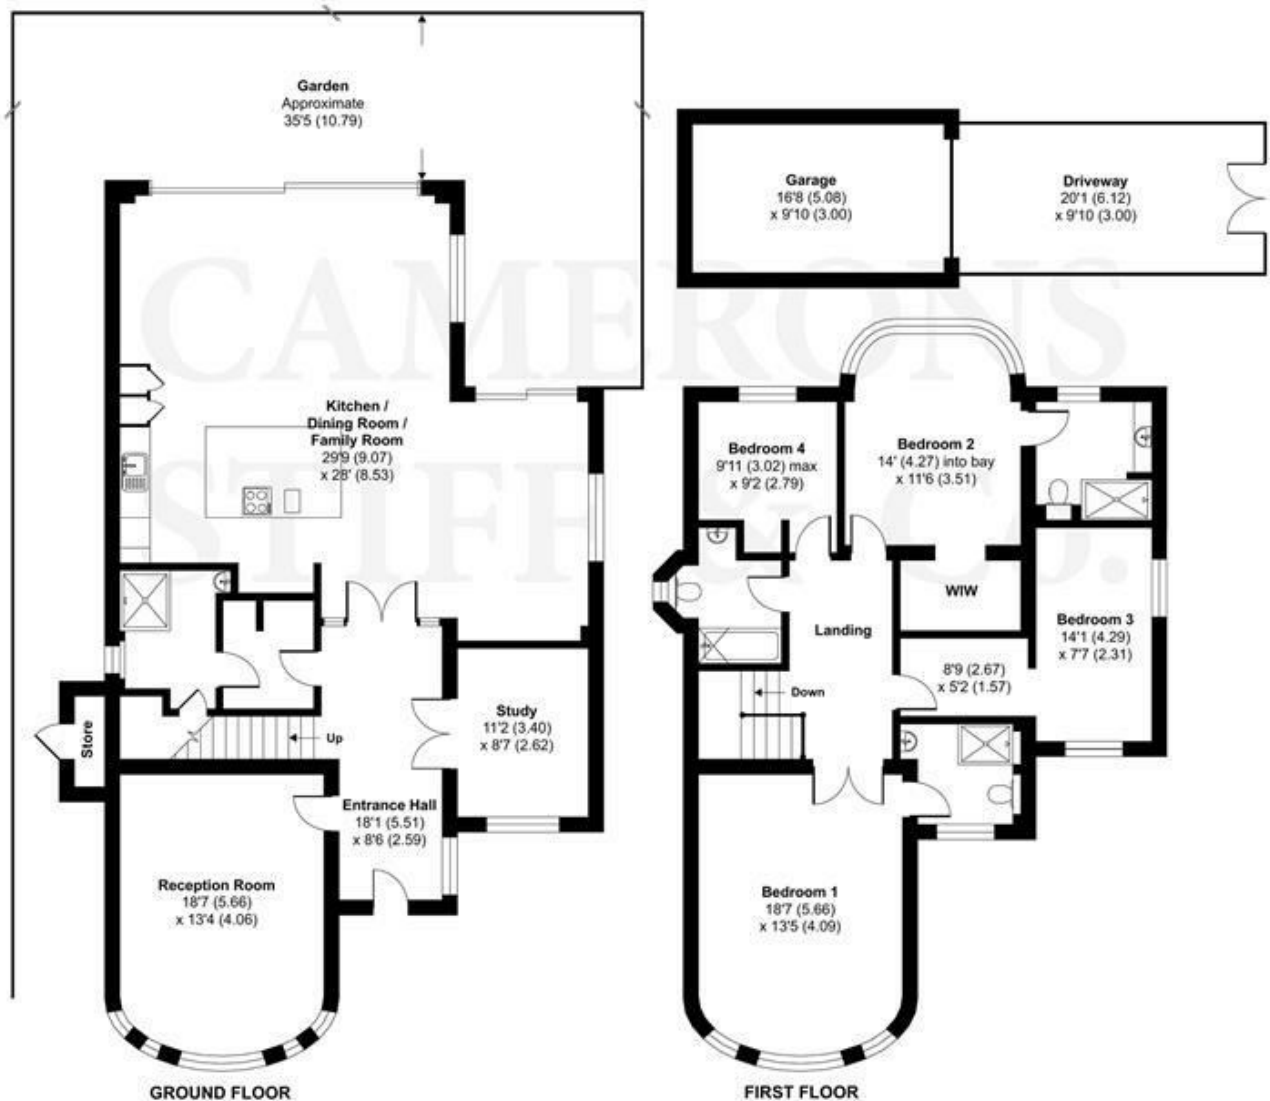 Garden
Approximate
35'5 (10.79)
Garage
16'8 (5.08)
x 9'10 (3.00)
Driveway
20'1 (6.12)
x 9'10 (3.00)
CAMERONS
STIFF & CO.
Kitchen /
Dining Room /
Family Room
29'9 (9.07)
x 28' (8.53)
Bedroom 4
9'11 (3.02) max
x 9'2 (2.79)
Bedroom 2
14' (4.27) into bay
x 11'6 (3.51)
WIW
Bedroom 3
14'1 (4.29)
x 7'7 (2.31)
Landing
8'9 (2.67)
x 5'2 (1.57)
Down
Store
Up
Study
11'2 (3.40)
x 8'7 (2.62)
Entrance Hall
18'1 (5.51)
x 8'6 (2.59)
Reception Room
18'7 (5.66)
x 13'4 (4.06)
Bedroom 1
18'7 (5.66)
x 13'5 (4.09)
GROUND FLOOR
FIRST FLOOR